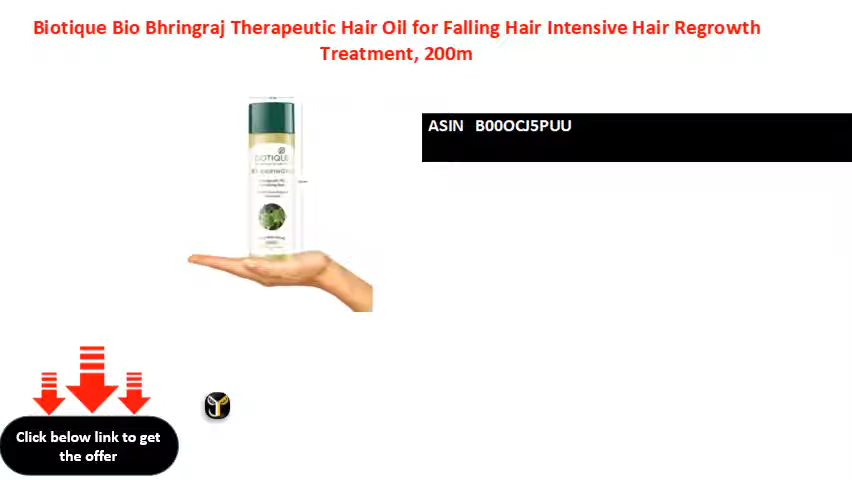 Biotique Bio Bhringraj Therapeutic Hair Oil for Falling Hair Intensive Hair Regrowth
Treatment, 200m
ASIN B00OCJ5PUU
BIOTIQUE
Click below link to get
the offer